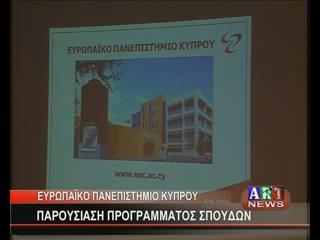 ΕΥΡΩΠΑΪΚΟ ΠΑΝΕΠΙΣΤΗΜΙΟ ΚΥΠΡΟΥ
www.euc.ac.cy
ΕΥΡΩΠΑΪΚΟ ΠΑΝΕΠΙΣΤΗΜΙΟ ΚΥΠΡΟΥ
ΠΑΡΟΥΣΙΑΣΗ ΠΡΟΓΡΑΜΜΑΤΟΣ ΣΠΟΥΔΩΝ
ART
NEWS